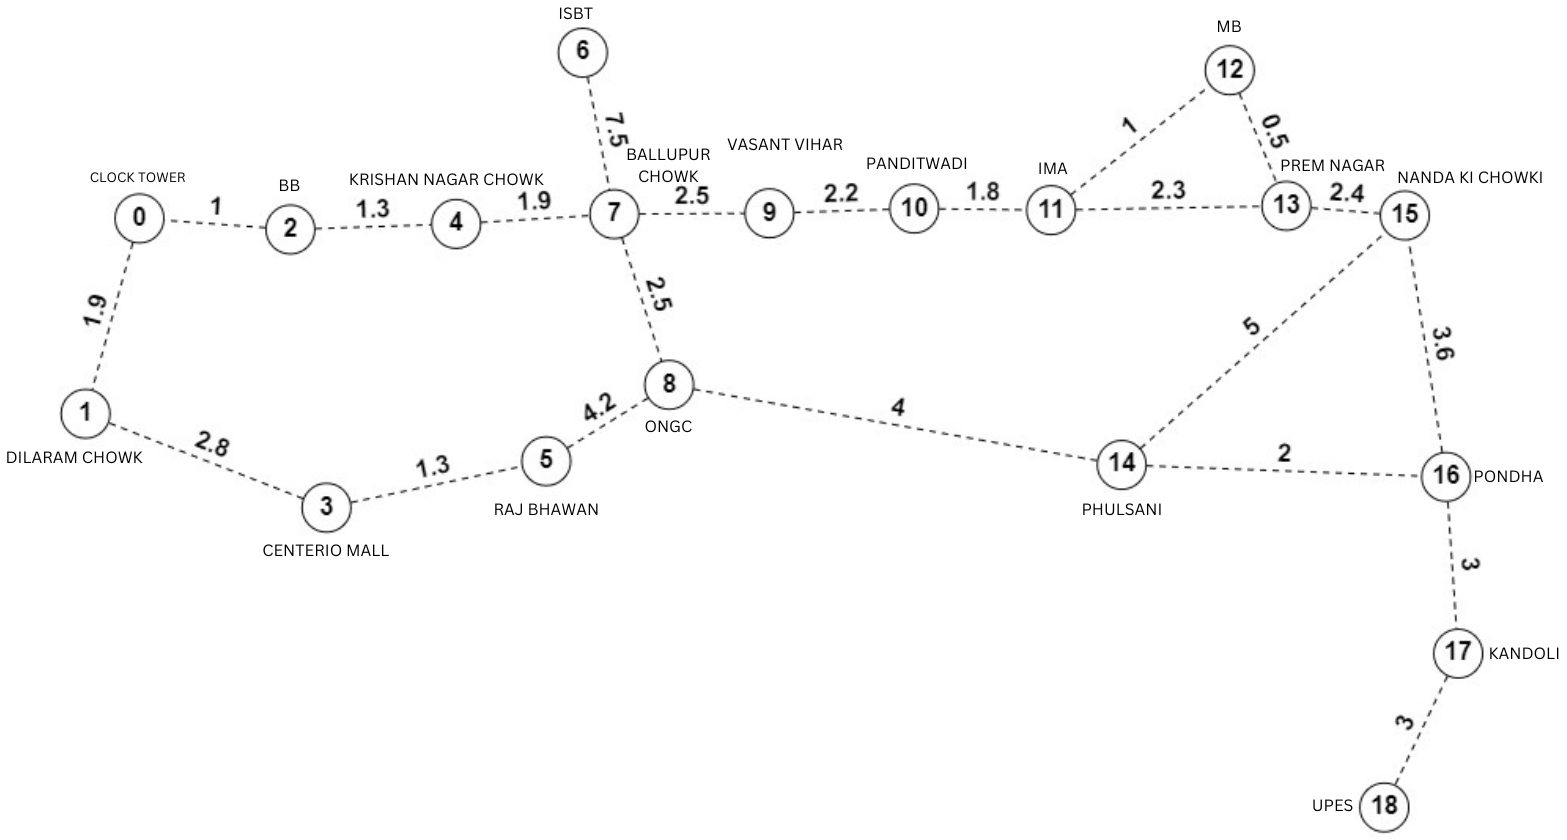 ISBT
6
MB
12
7.5
1
0.5
BALLUPUR
CHOWK
VASANT VIHAR
PANDITWADI
IMA
PREM NAGAR
NANDA KI CHOWKI
CLOCK TOWER
BB
KRISHAN NAGAR CHOWK
0
1
2
1.3
4
1.9
7
2.5
9
2.2
10
1.8
11
2.3
13
2.4
15
1.9
2.5
5
3.6
1
DILARAM CHOWK
2.8
3
CENTERIO MALL
1.3
5
RAJ BHAWAN
4.2
8
ONGC
4
14
PHULSANI
2
16
PONDHA
3
17
KANDOLI
3
UPES
18